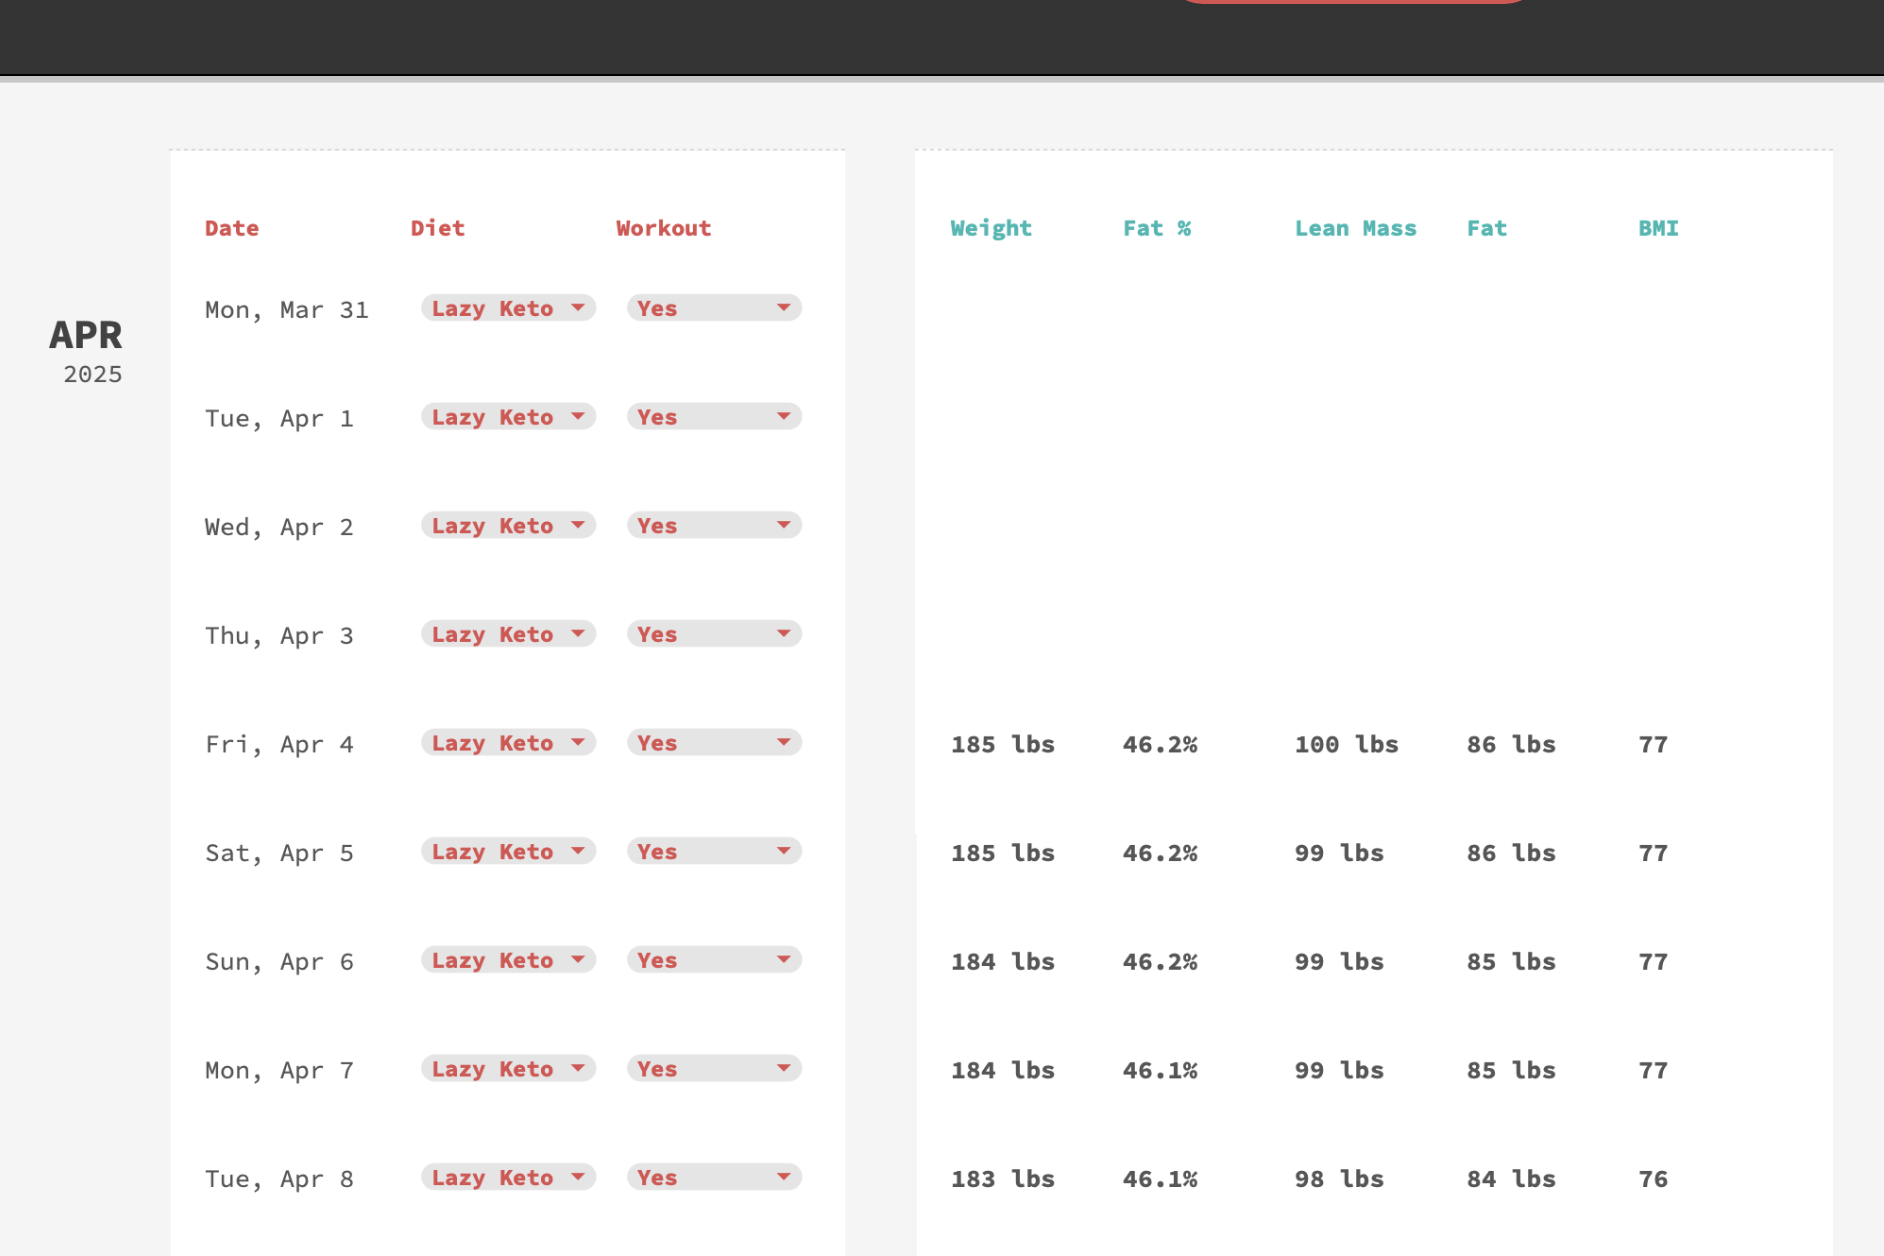 Date Diet Workout Weight Fat % Lean Mass Fat BMI
Mon, Mar 31 Lazy Keto Yes
APR
2025
Tue, Apr 1 Lazy Keto Yes
Wed, Apr 2 Lazy Keto Yes
Thu, Apr 3 Lazy Keto Yes
Fri, Apr 4 Lazy Keto Yes 185 lbs 46.2% 100 lbs 86 lbs 77
Sat, Apr 5 Lazy Keto Yes 185 lbs 46.2% 99 lbs 86 lbs 77
Sun, Apr 6 Lazy Keto Yes 184 lbs 46.2% 99 lbs 85 lbs 77
Mon, Apr 7 Lazy Keto Yes 184 lbs 46.1% 99 lbs 85 lbs 77
Tue, Apr 8 Lazy Keto Yes 183 lbs 46.1% 98 lbs 84 lbs 76